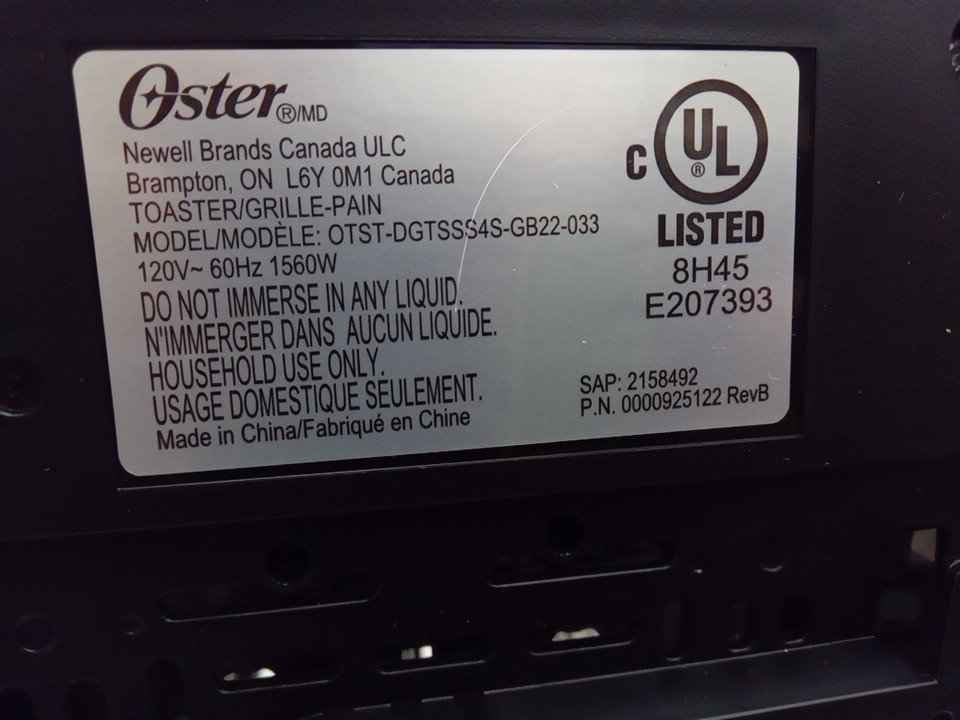 Oster®/MD
Newell Brands Canada ULC
Brampton, ON L6Y 0M1 Canada
TOASTER/GRILLE-PAIN
MODEL/MODÈLE: OTST-DGTSSS4S-GB22-033
120V~ 60Hz 1560W
DO NOT IMMERSE IN ANY LIQUID.
N'IMMERGER DANS AUCUN LIQUIDE.
HOUSEHOLD USE ONLY.
USAGE DOMESTIQUE SEULEMENT.
Made in China/Fabriqué en Chine
C UL ®
LISTED
8H45
E207393
SAP: 2158492
P.N. 0000925122 RevB